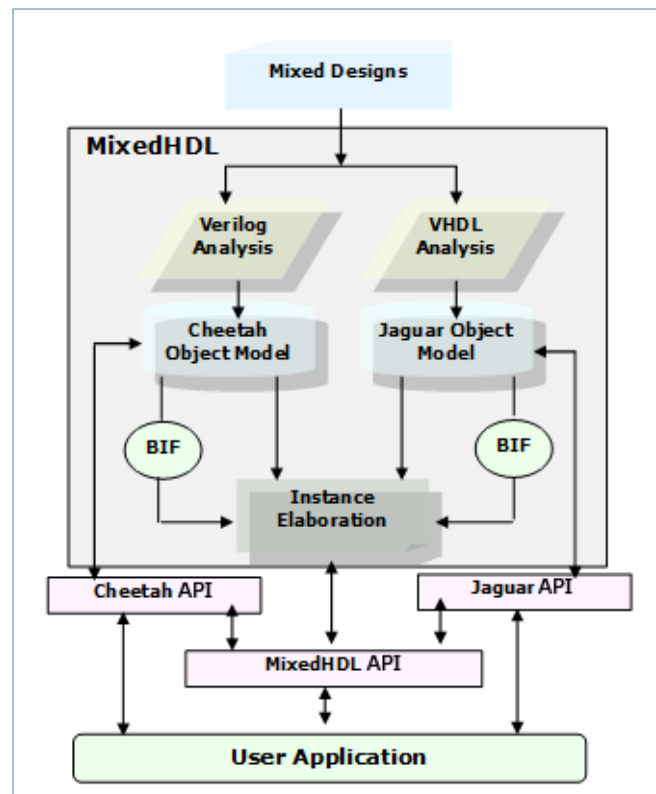 Mixed Designs
MixedHDL
Verilog
Analysis
VHDL
Analysis
Cheetah
Object Model
Jaguar Object
Model
BIF
BIF
Instance
Elaboration
Cheetah API
Jaguar API
MixedHDL API
User Application